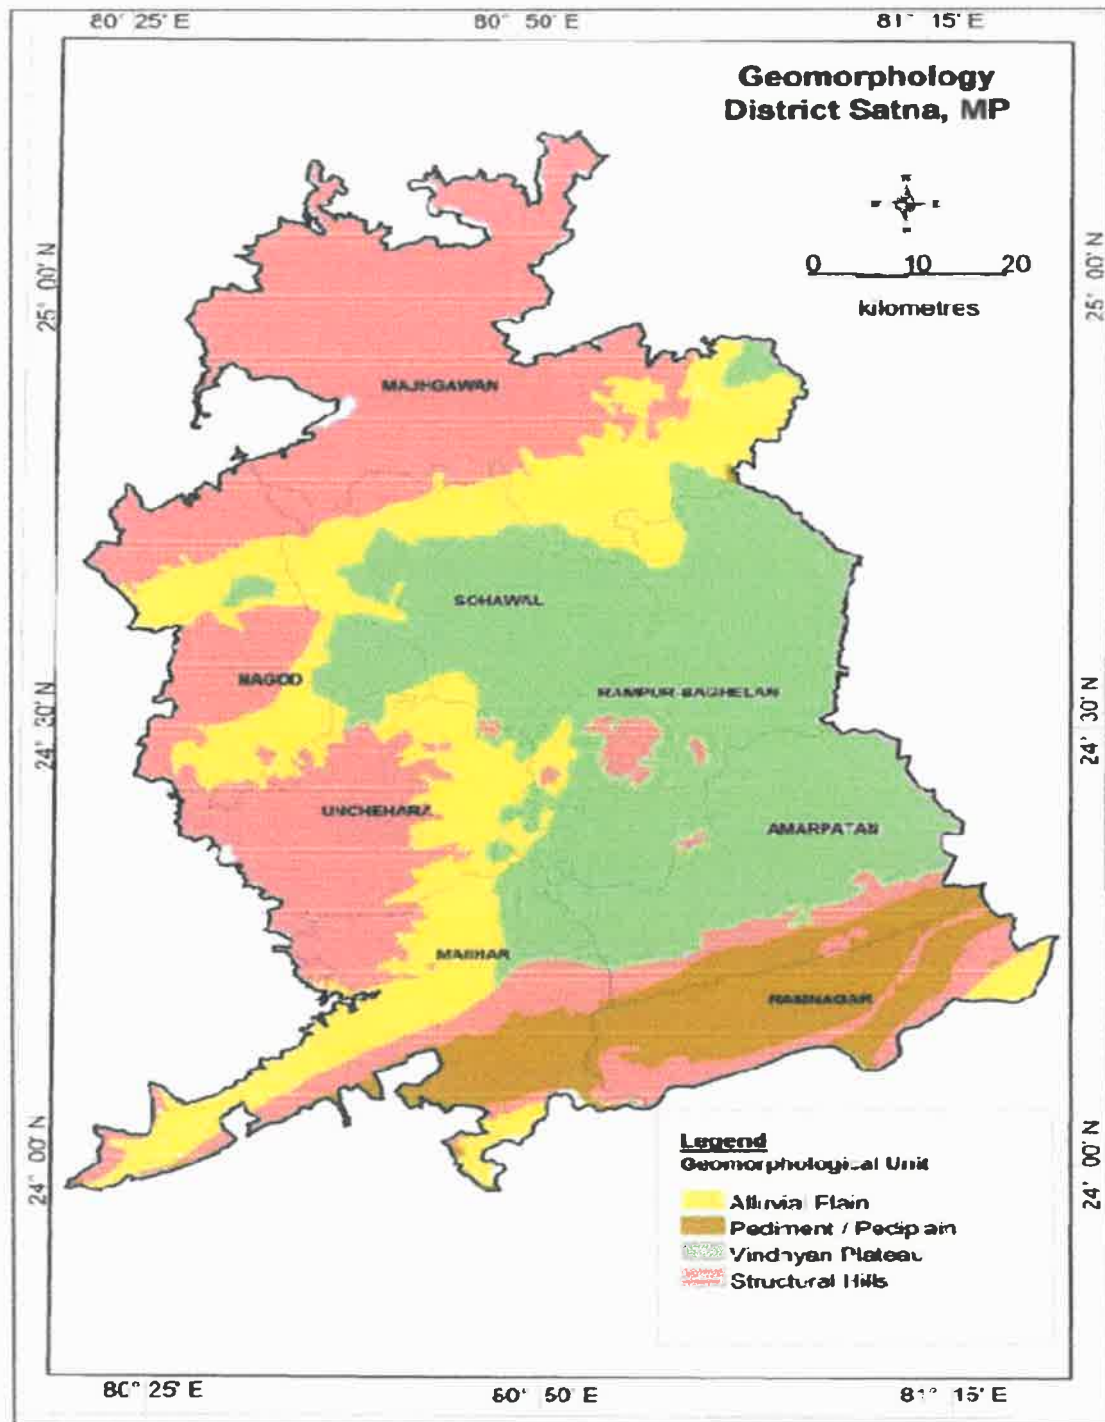 80° 25' E 80° 50' E 81° 15' E
Geomorphology
District Satna, MP
N
W E
S
0 10 20
kilometres
25° 00' N
25° 00' N
MAJHGAWAN
SOHAWAL
NAGOD
RAMPUR-BAGHELAN
24° 30' N
24° 30' N
UNCHEHARA
AMARPATAN
MAIHAR
RAMNAGAR
24° 00' N
24° 00' N
Legend
Geomorphological Unit
Alluvial Plain
Pediment / Pediplain
Vindhyan Plateau
Structural Hills
80° 25' E 80° 50' E 81° 15' E